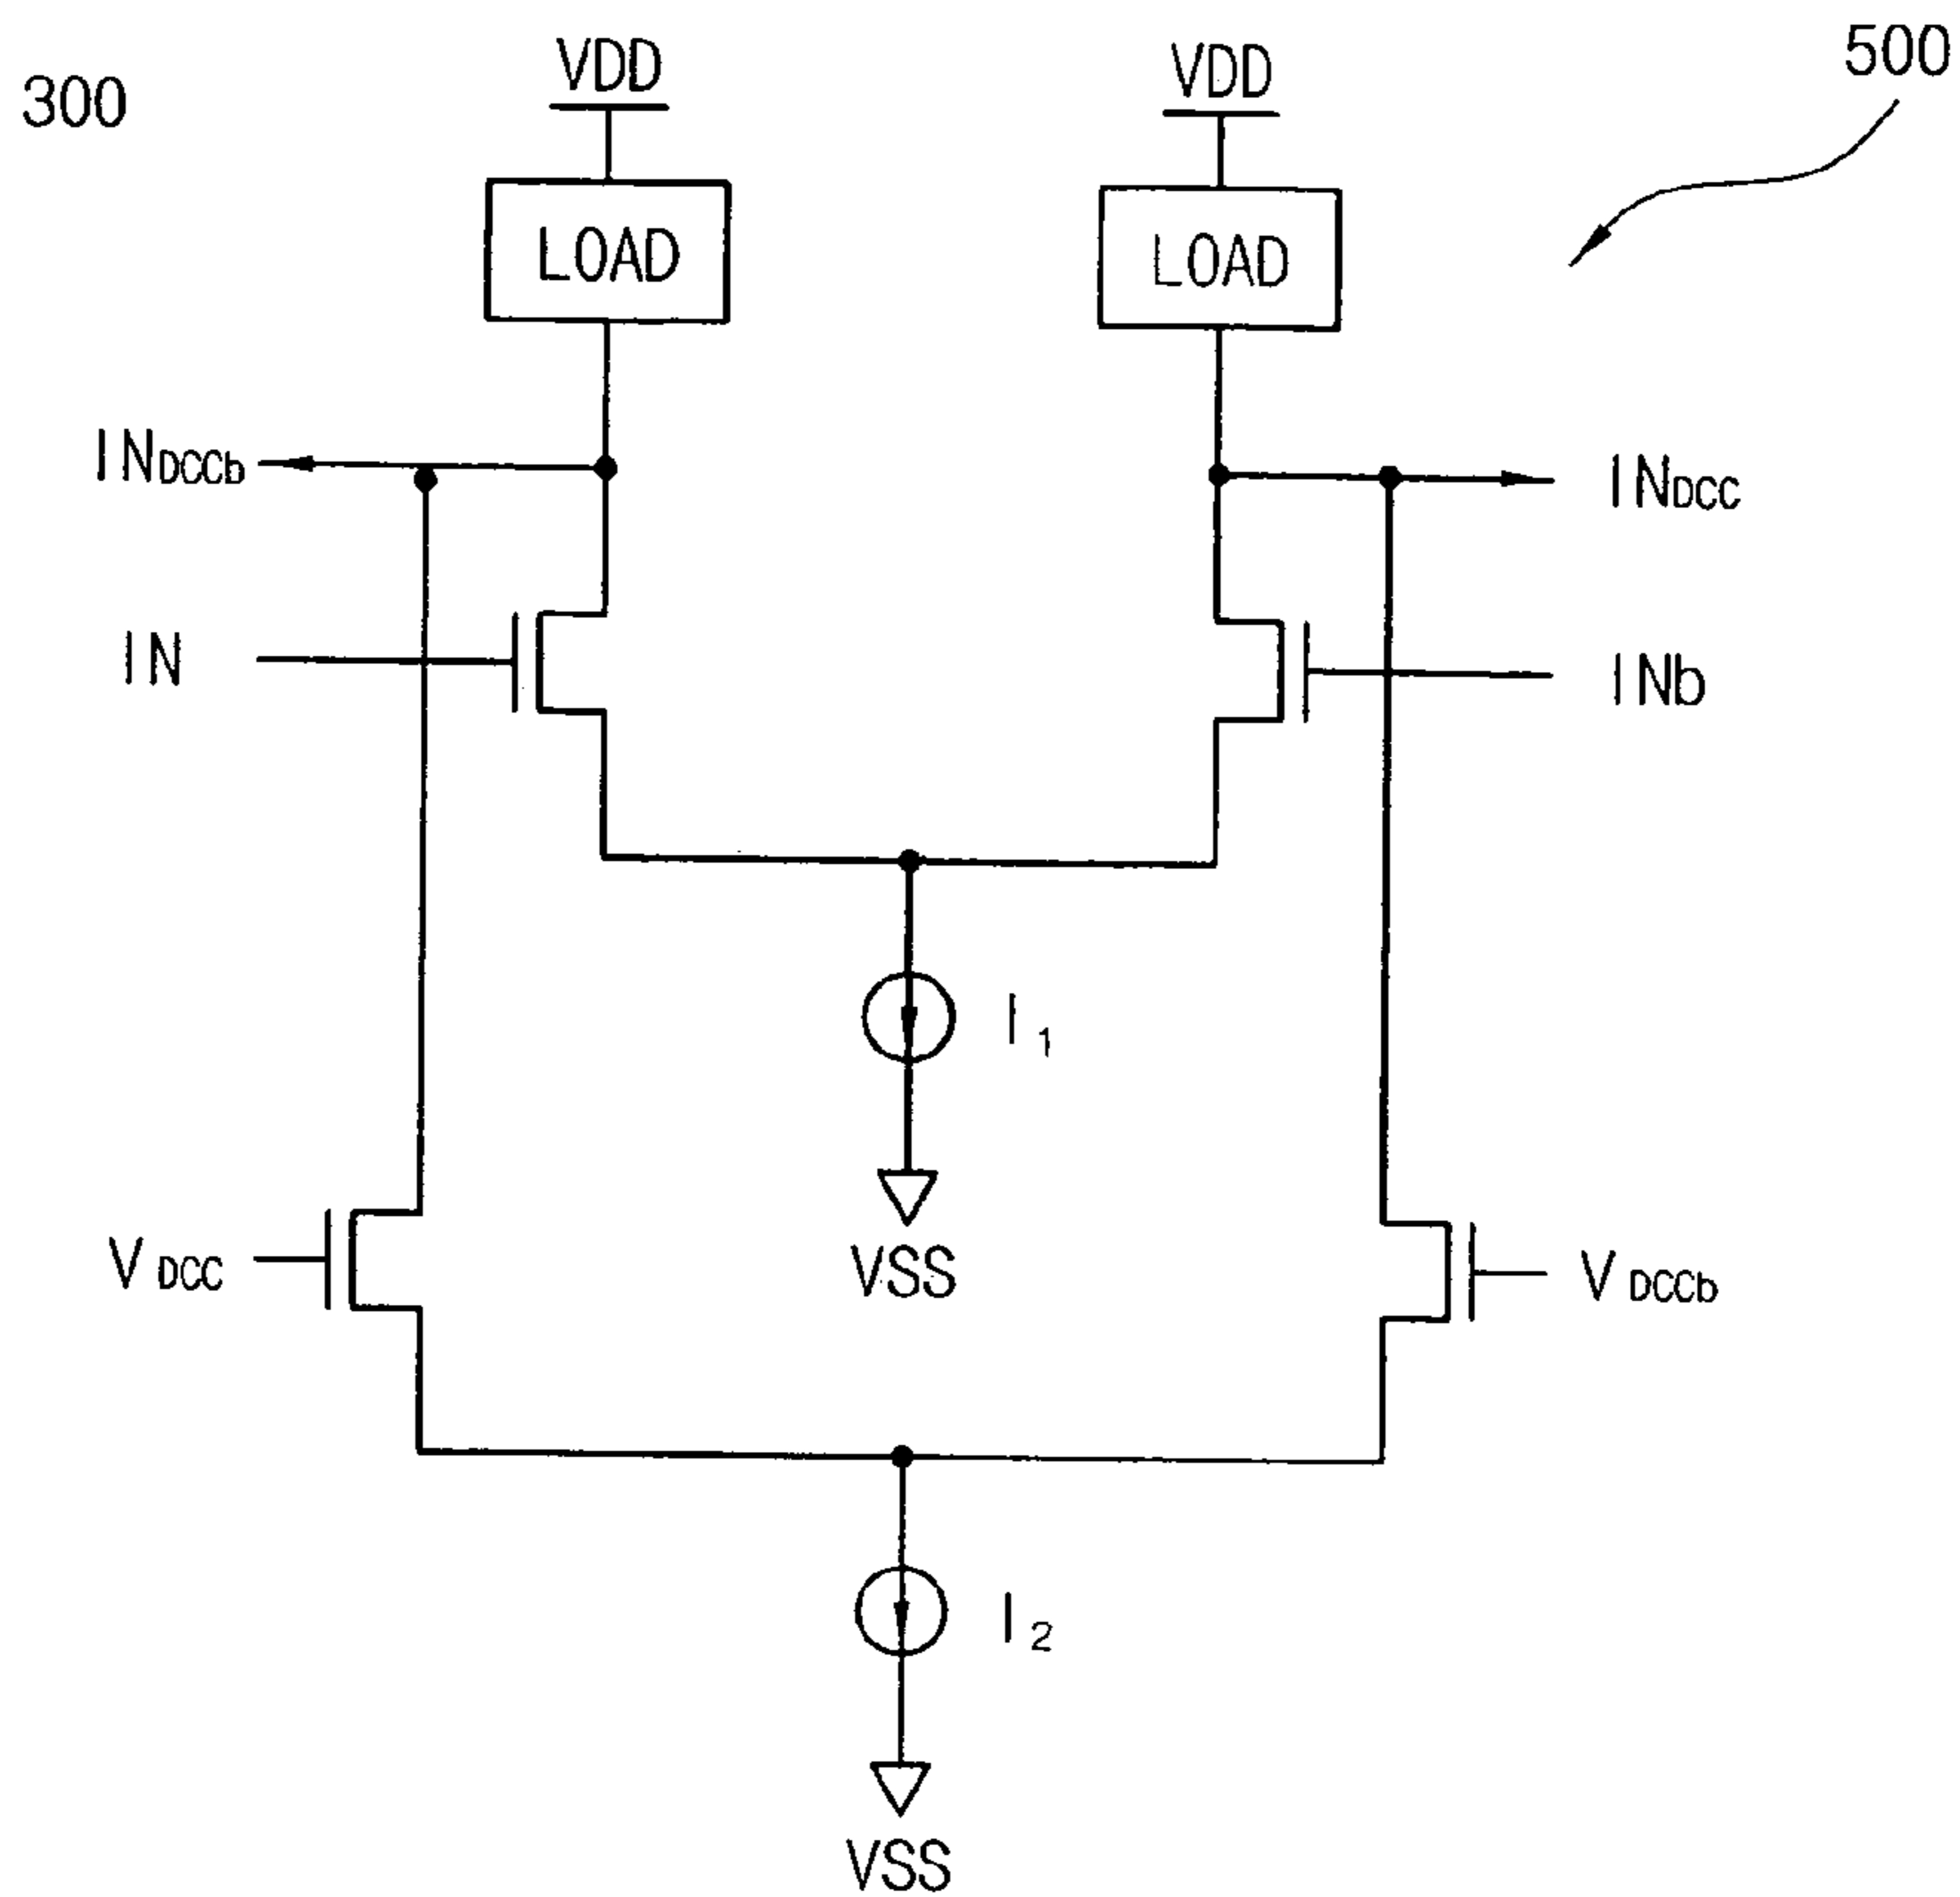 300
VDD
VDD
500
LOAD
LOAD
INDCCb
INDCC
IN
INb
I1
VDCC
VSS
VDCCb
I2
VSS